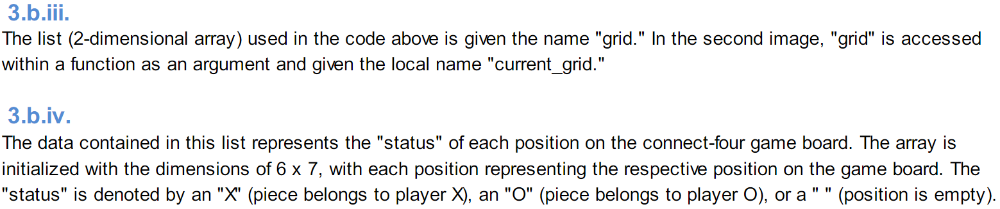 3.b.iii.
The list (2-dimensional array) used in the code above is given the name "grid." In the second image, "grid" is accessed
within a function as an argument and given the local name "current_grid."
3.b.iv.
The data contained in this list represents the "status" of each position on the connect-four game board. The array is
initialized with the dimensions of 6 x 7, with each position representing the respective position on the game board. The
"status" is denoted by an "X" (piece belongs to player X), an "O" (piece belongs to player O), or a " " (position is empty).